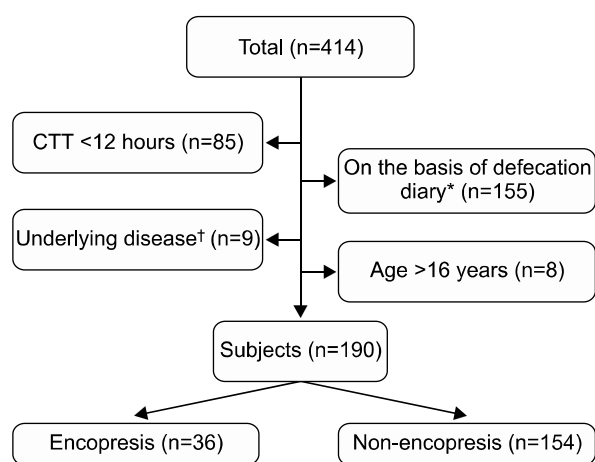 Total (n=414)
CTT <12 hours (n=85)
On the basis of defecation
diary* (n=155)
Underlying disease† (n=9)
Age >16 years (n=8)
Subjects (n=190)
Encopresis (n=36)
Non-encopresis (n=154)